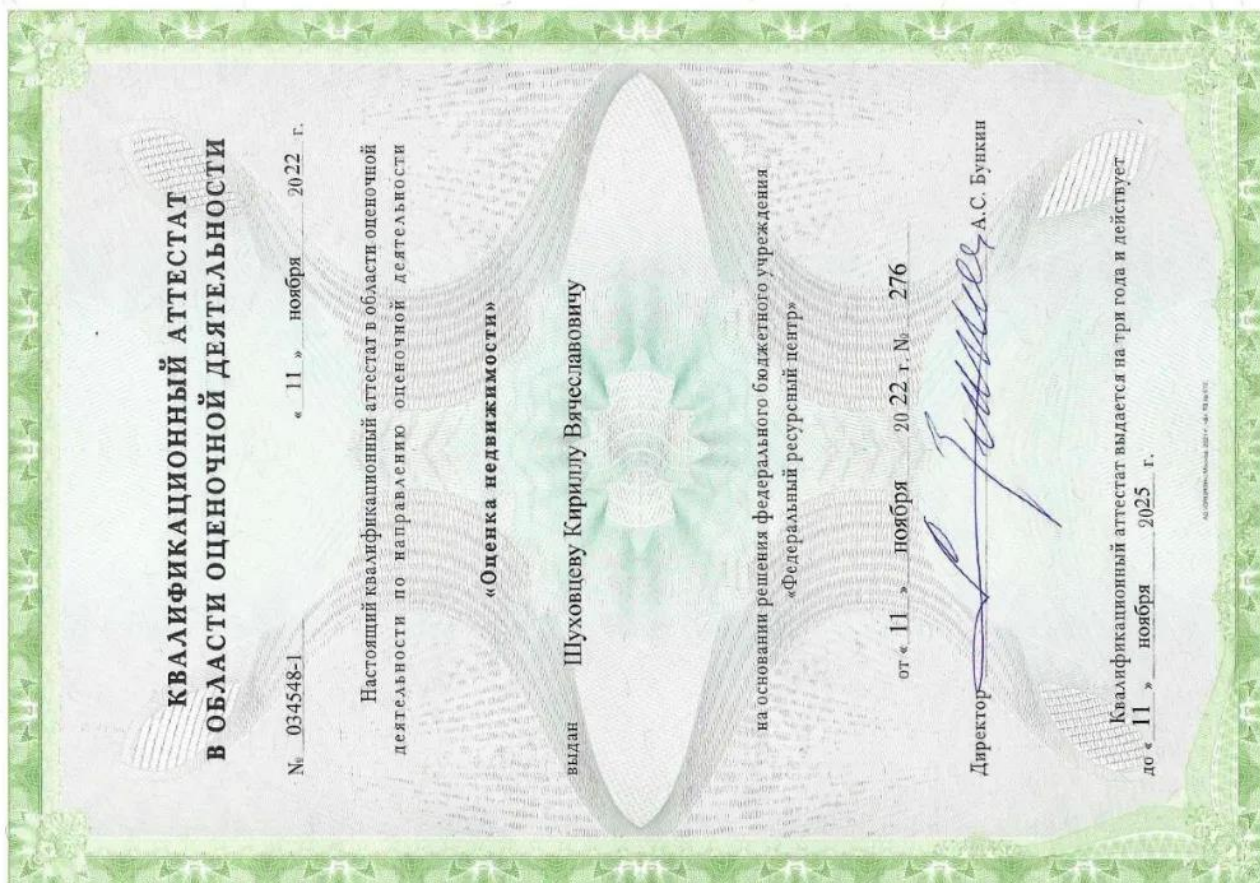 КВАЛИФИКАЦИОННЫЙ АТТЕСТАТ
В ОБЛАСТИ ОЦЕНОЧНОЙ ДЕЯТЕЛЬНОСТИ
№ 034548-1 « 11 » ноября 2022 г.
Настоящий квалификационный аттестат в области оценочной
деятельности по направлению оценочной деятельности
«Оценка недвижимости»
выдан Шуховцеву Кириллу Вячеславовичу
на основании решения федерального бюджетного учреждения
«Федеральный ресурсный центр»
от « 11 » ноября 20 22 г. № 276
Директор А.С. Бункин
Квалификационный аттестат выдается на три года и действует
до « 11 » ноября 2025 г.